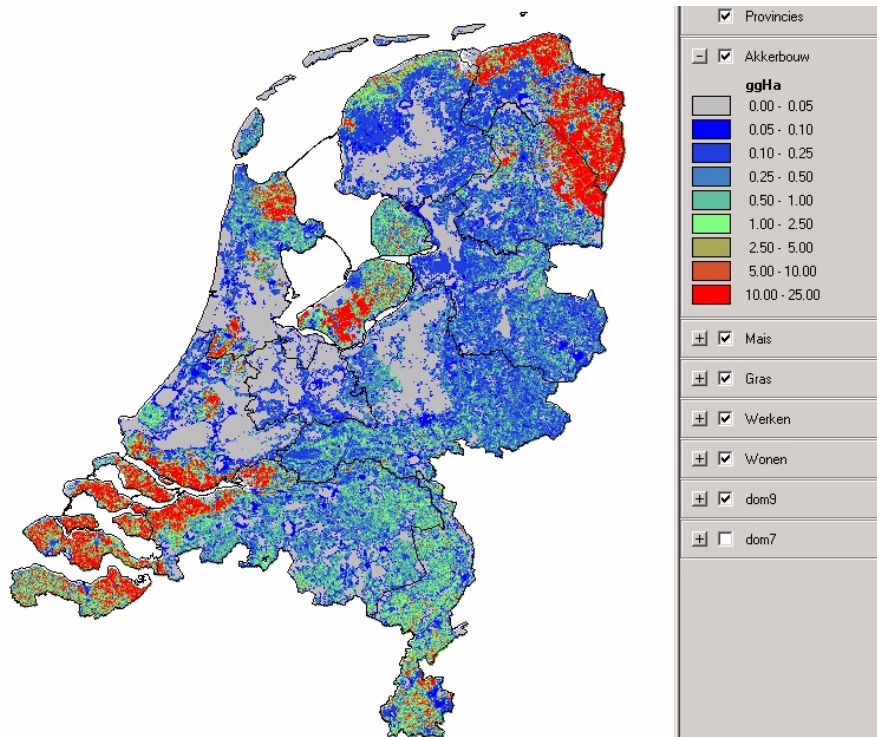 Provincies
Akkerbouw
ggHa
0.00 - 0.05
0.05 - 0.10
0.10 - 0.25
0.25 - 0.50
0.50 - 1.00
1.00 - 2.50
2.50 - 5.00
5.00 - 10.00
10.00 - 25.00
Mais
Gras
Werken
Wonen
dom9
dom7